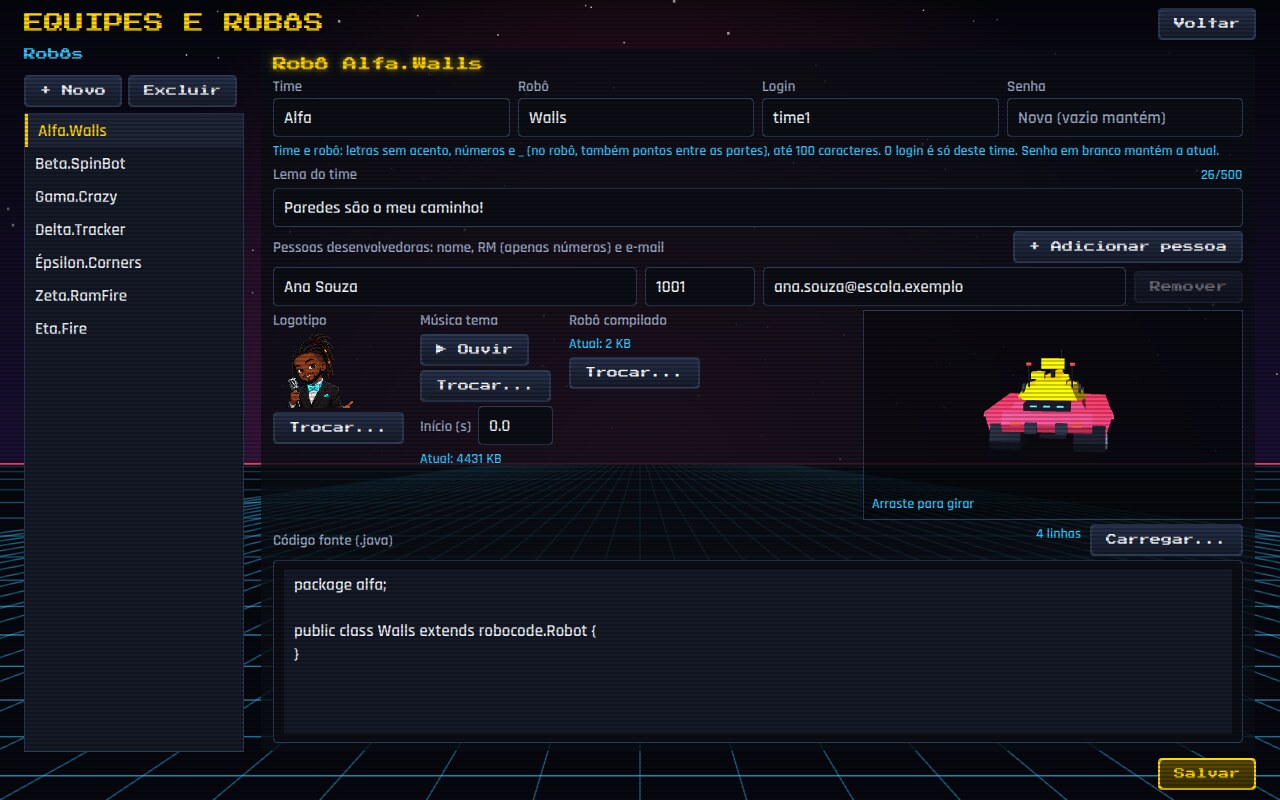 EQUIPES E ROBÔS
Voltar
Robôs
+ Novo
Excluir
Alfa.Walls
Beta.SpinBot
Gama.Crazy
Delta.Tracker
Épsilon.Corners
Zeta.RamFire
Eta.Fire
Robô Alfa.Walls
Time
Robô
Login
Senha
Alfa
Walls
time1
Nova (vazio mantém)
Time e robô: letras sem acento, números e _ (no robô, também pontos entre as partes), até 100 caracteres. O login é só deste time. Senha em branco mantém a atual.
Lema do time
26/500
Paredes são o meu caminho!
Pessoas desenvolvedoras: nome, RM (apenas números) e e-mail
+ Adicionar pessoa
Ana Souza
1001
ana.souza@escola.exemplo
Remover
Logotipo
Trocar...
Música tema
▶ Ouvir
Trocar...
Início (s)
0.0
Atual: 4431 KB
Robô compilado
Atual: 2 KB
Trocar...
Arraste para girar
Código fonte (.java)
4 linhas
Carregar...
package alfa;
public class Walls extends robocode.Robot {
}
Salvar